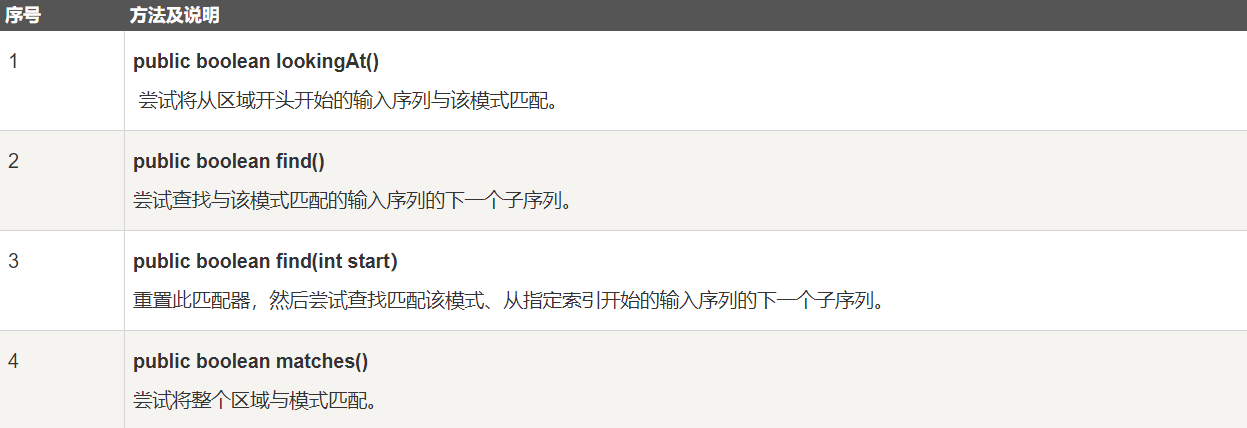 序号 方法及说明
1 public boolean lookingAt()
尝试将从区域开头开始的输入序列与该模式匹配。
2 public boolean find()
尝试查找与该模式匹配的输入序列的下一个子序列。
3 public boolean find(int start）
重置此匹配器，然后尝试查找匹配该模式、从指定索引开始的输入序列的下一个子序列。
4 public boolean matches()
尝试将整个区域与模式匹配。